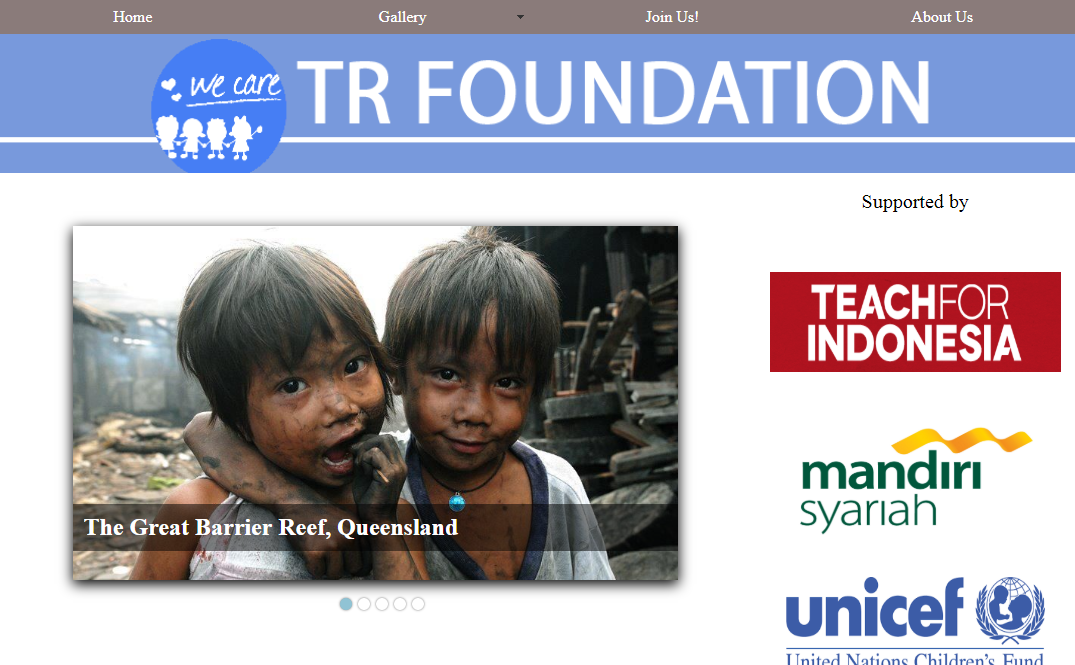 Home Gallery Join Us! About Us
we care
TR FOUNDATION
Supported by
TEACHFOR
INDONESIA
mandiri
syariah
The Great Barrier Reef, Queensland
unicef
United Nations Children's Fund